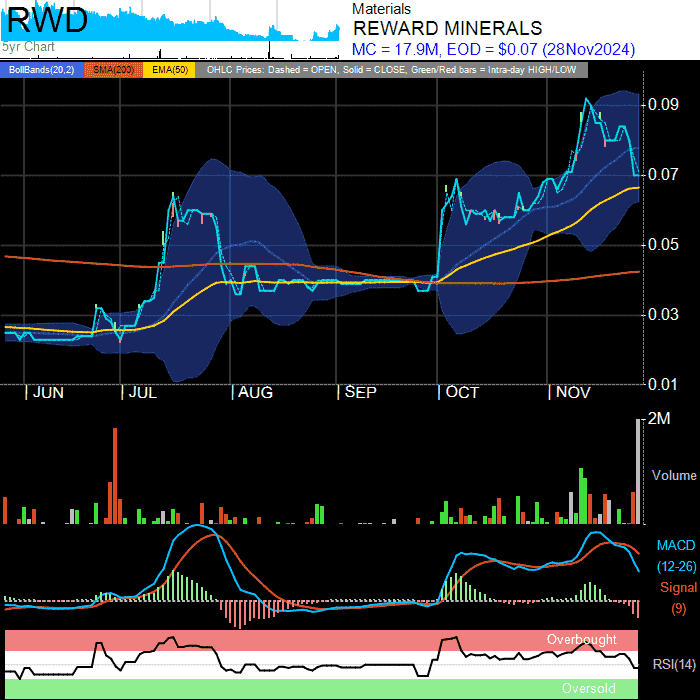 RWD
5yr Chart
Materials
REWARD MINERALS
MC = 17.9M, EOD = $0.07 (28Nov2024)
BollBands(20,2) SMA(200) EMA(50) OHLC Prices: Dashed = OPEN, Solid = CLOSE, Green/Red bars = Intra-day HIGH/LOW
0.09
0.07
0.05
0.03
0.01
JUN JUL AUG SEP OCT NOV
2M
Volume
MACD
(12-26)
Signal
(9)
Overbought
RSI(14)
Oversold